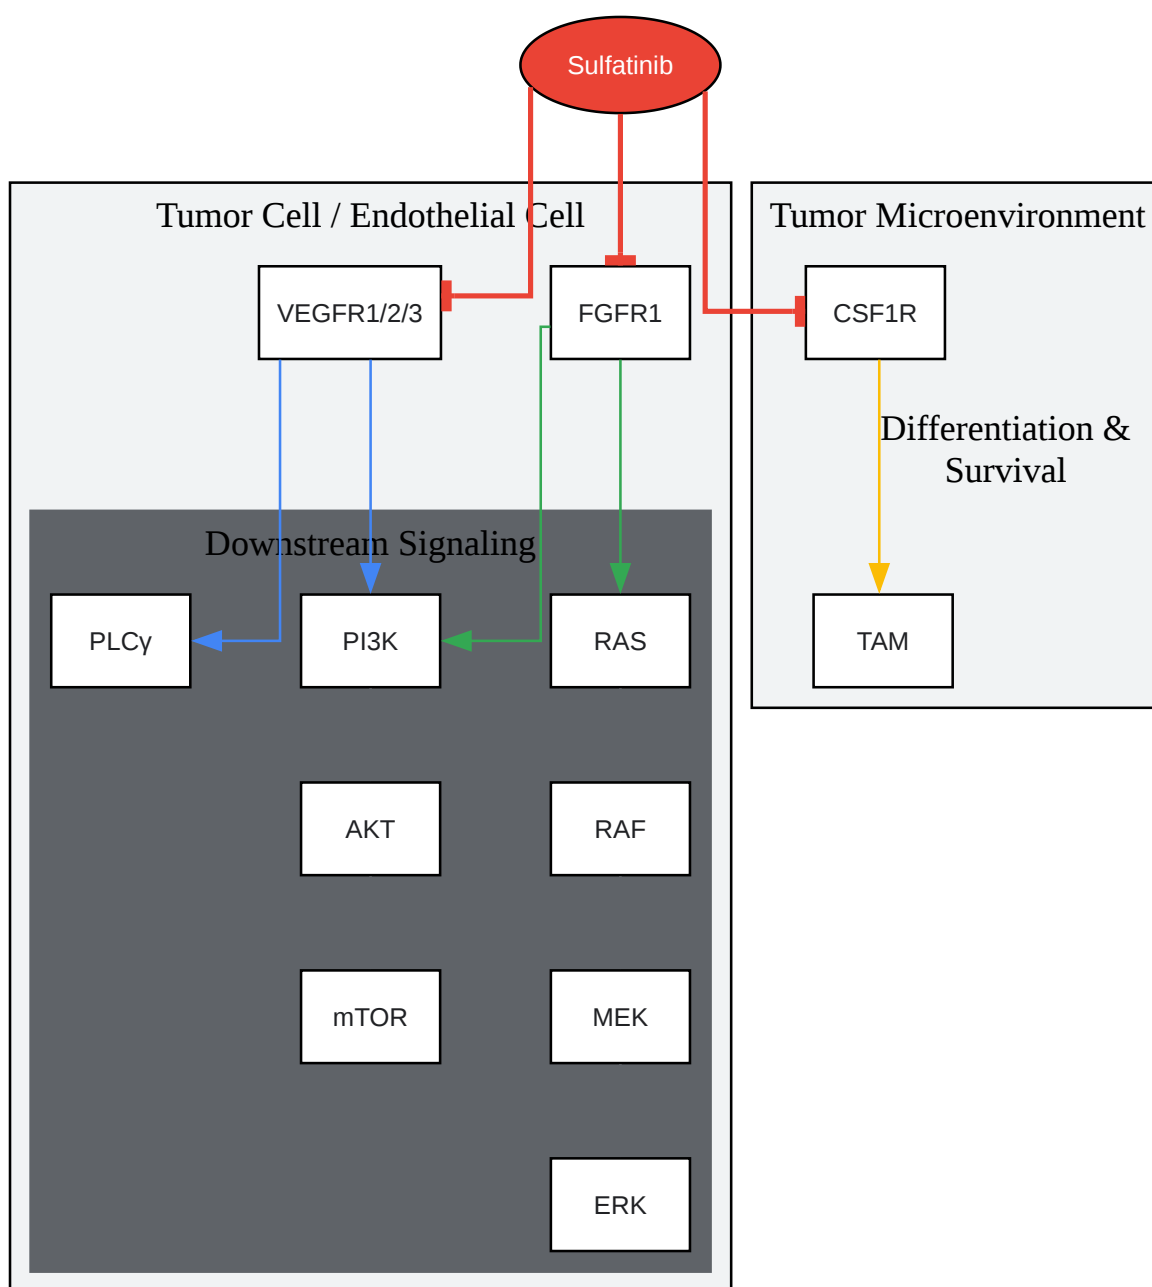 Sulfatinib
Tumor Cell / Endothelial Cell
Tumor Microenvironment
VEGFR1/2/3
FGFR1
CSF1R
Differentiation &
Survival
Downstream Signaling
PLCγ
PI3K
RAS
TAM
AKT
RAF
mTOR
MEK
ERK